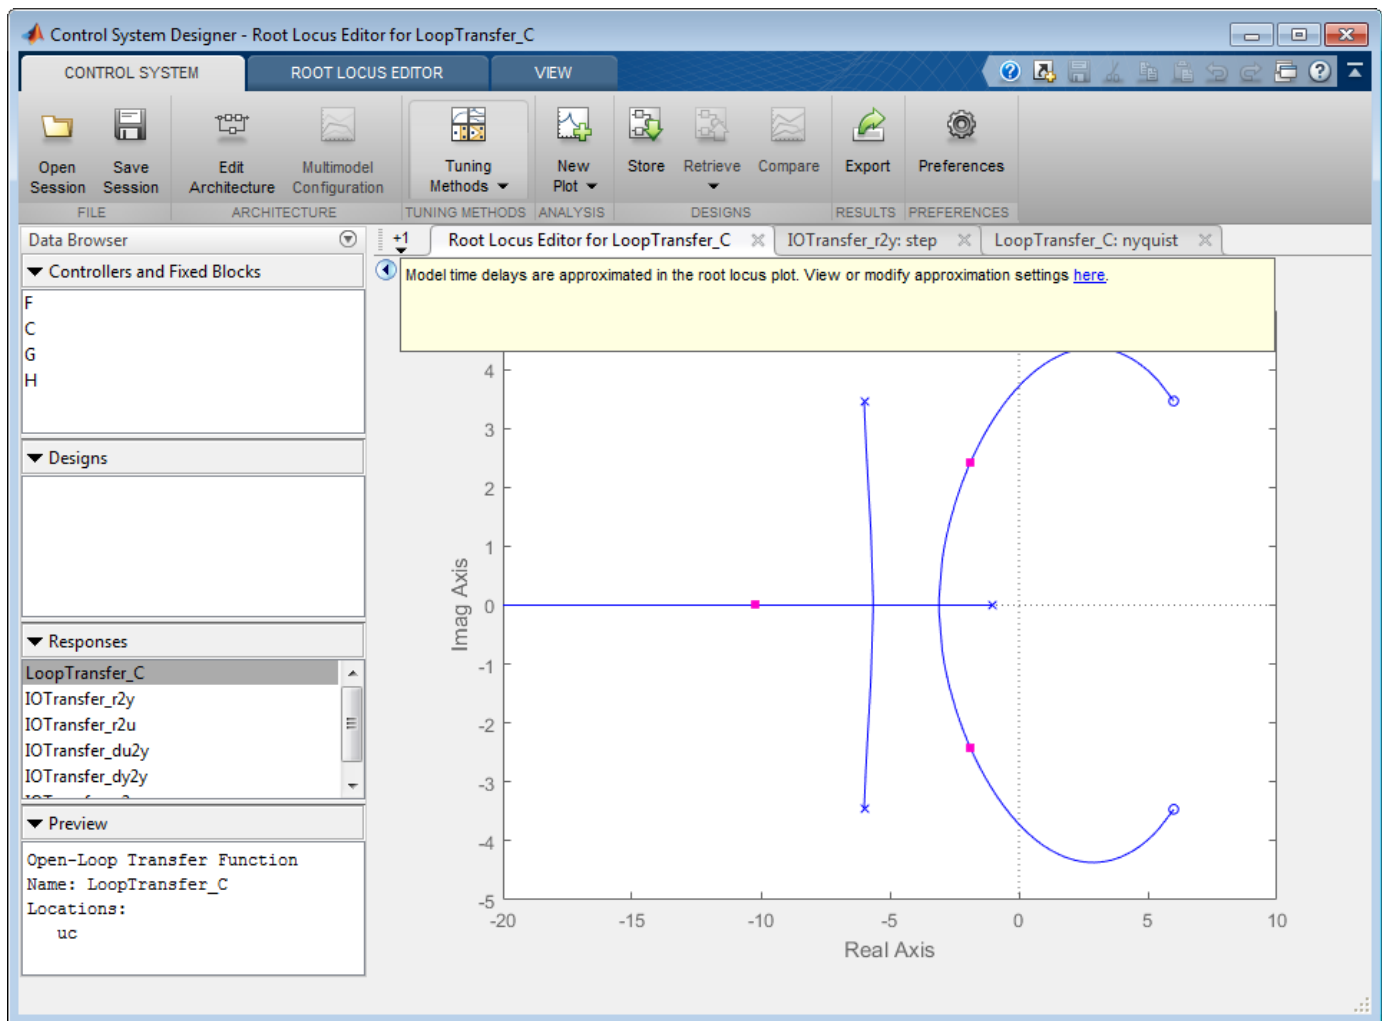 Control System Designer - Root Locus Editor for LoopTransfer_C
CONTROL SYSTEM
ROOT LOCUS EDITOR
VIEW
Open Session
Save Session
Edit Architecture
Multimodel Configuration
Tuning Methods
New Plot
Store
Retrieve
Compare
Export
Preferences
FILE
ARCHITECTURE
TUNING METHODS
ANALYSIS
DESIGNS
RESULTS
PREFERENCES
Data Browser
+1
Root Locus Editor for LoopTransfer_C
IOTransfer_r2y: step
LoopTransfer_C: nyquist
Controllers and Fixed Blocks
F
C
G
H
Designs
Responses
LoopTransfer_C
IOTransfer_r2y
IOTransfer_r2u
IOTransfer_du2y
IOTransfer_dy2y
Preview
Open-Loop Transfer Function
Name: LoopTransfer_C
Locations:
uc
Model time delays are approximated in the root locus plot. View or modify approximation settings here.
4
3
2
1
0
-1
-2
-3
-4
-5
Imag Axis
-20
-15
-10
-5
0
5
10
Real Axis